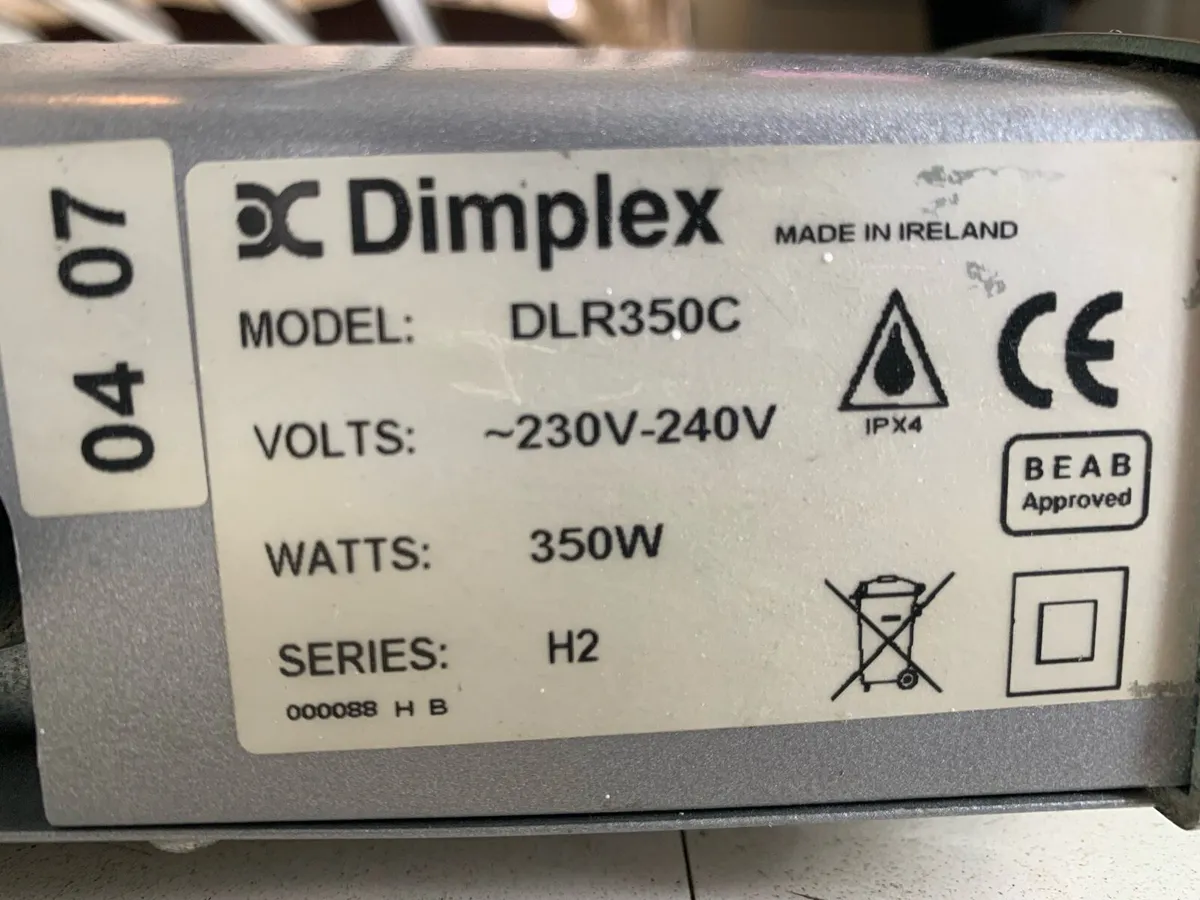 04 07
Dimplex MADE IN IRELAND
MODEL: DLR350C
VOLTS: ~230V-240V
WATTS: 350W
SERIES: H2
000088 H B
IPX4
CE
BEAB
Approved